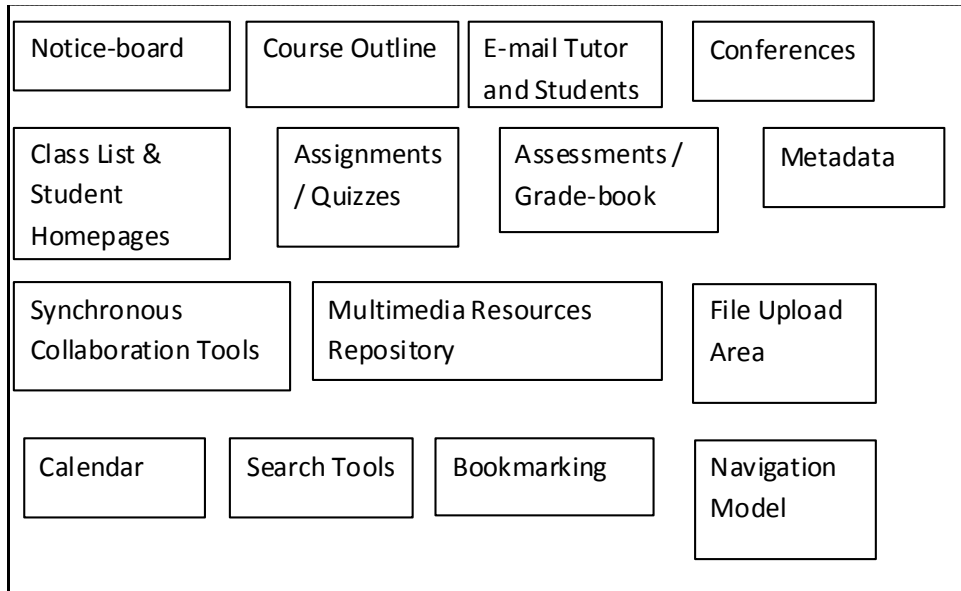 Notice-board
Course Outline
E-mail Tutor
and Students
Conferences
Class List &
Student
Homepages
Assignments
/ Quizzes
Assessments /
Grade-book
Metadata
Synchronous
Collaboration Tools
Multimedia Resources
Repository
File Upload
Area
Calendar
Search Tools
Bookmarking
Navigation
Model